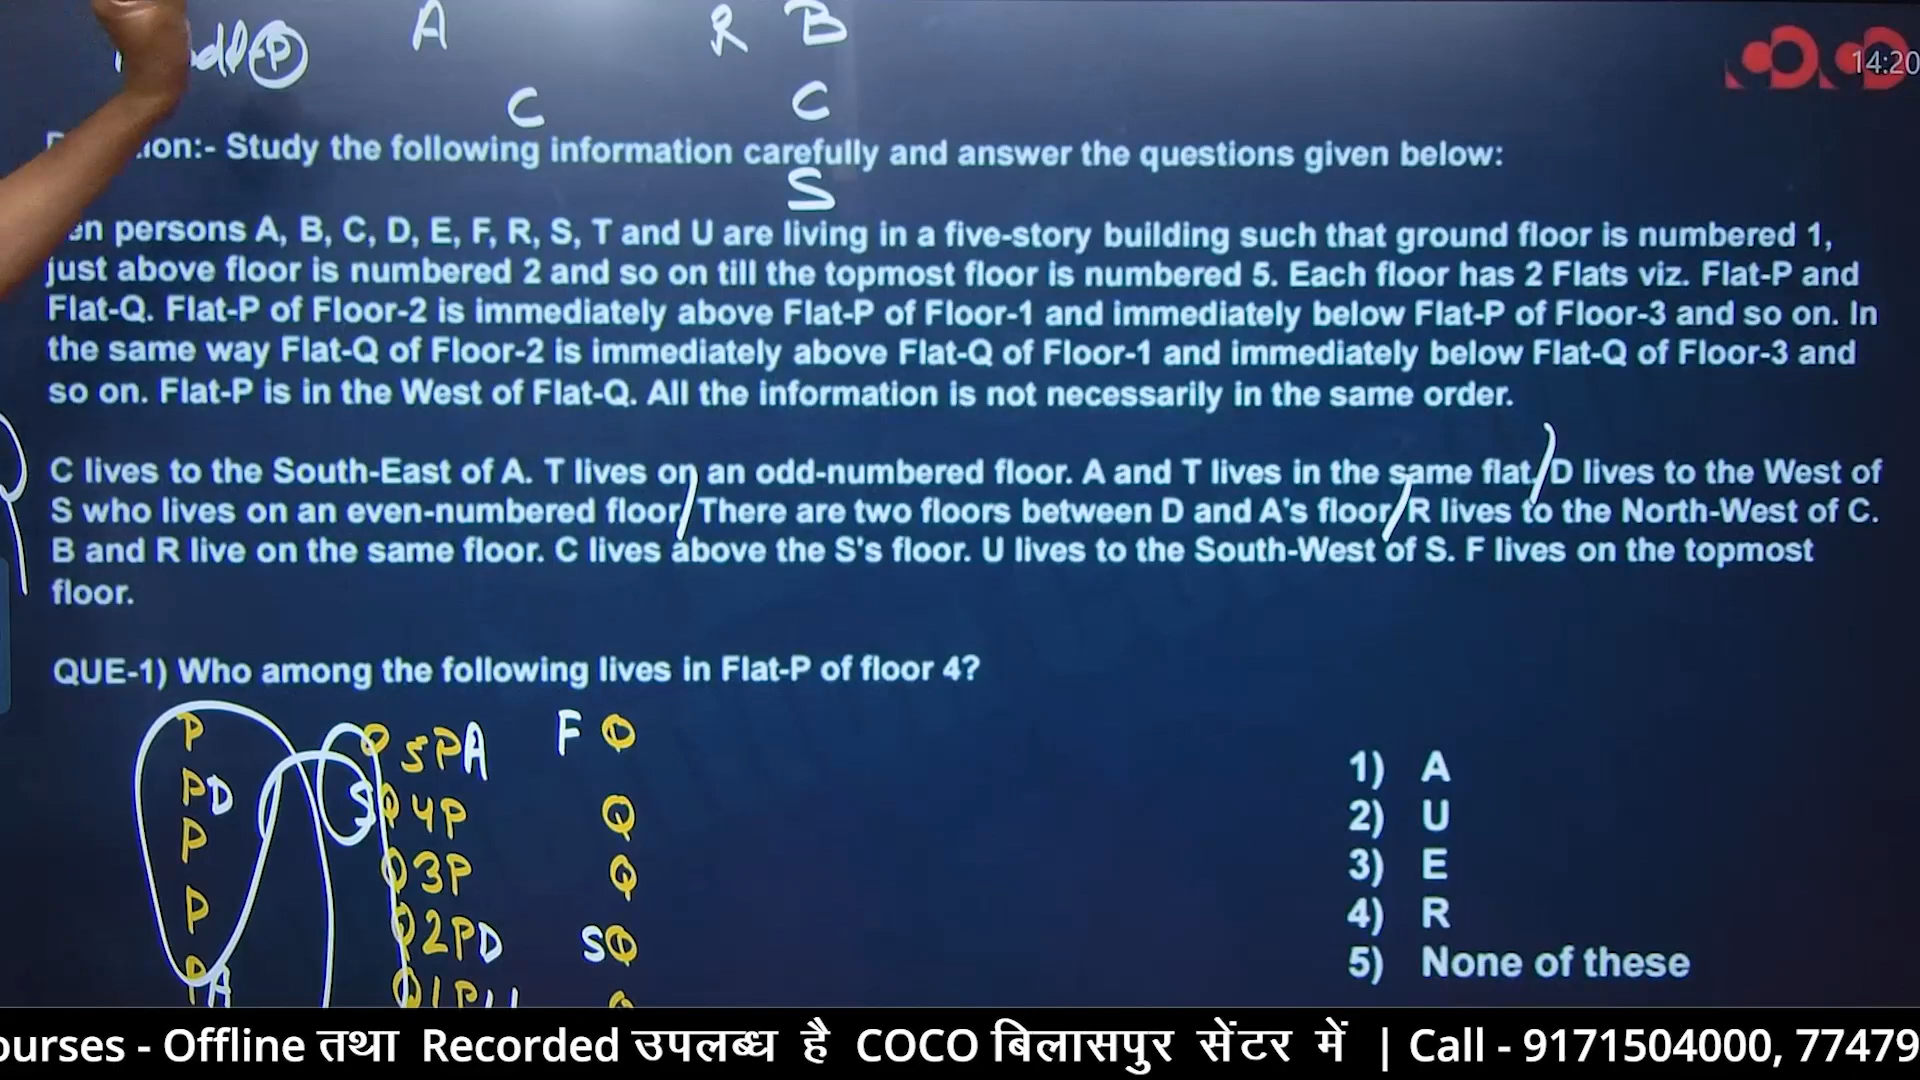 A R B
P
14:20
C C
Study the following information carefully and answer the questions given below:
S
persons A, B, C, D, E, F, R, S, T and U are living in a five-story building such that ground floor is numbered 1,
just above floor is numbered 2 and so on till the topmost floor is numbered 5. Each floor has 2 Flats viz. Flat-P and
Flat-Q. Flat-P of Floor-2 is immediately above Flat-P of Floor-1 and immediately below Flat-P of Floor-3 and so on. In
the same way Flat-Q of Floor-2 is immediately above Flat-Q of Floor-1 and immediately below Flat-Q of Floor-3 and
so on. Flat-P is in the West of Flat-Q. All the information is not necessarily in the same order.
C lives to the South-East of A. T lives on an odd-numbered floor. A and T lives in the same flat. D lives to the West of
S who lives on an even-numbered floor. There are two floors between D and A's floor. R lives to the North-West of C.
B and R live on the same floor. C lives above the S's floor. U lives to the South-West of S. F lives on the topmost
floor.
QUE-1) Who among the following lives in Flat-P of floor 4?
P Q 5 P A F Q
P D S Q 4 P Q
P Q 3 P Q
P Q 2 P D S Q
P A Q 1 P U Q
1) A
2) U
3) E
4) R
5) None of these
ourses - Offline तथा Recorded उपलब्ध है COCO बिलासपुर सेंटर में | Call - 9171504000, 77479